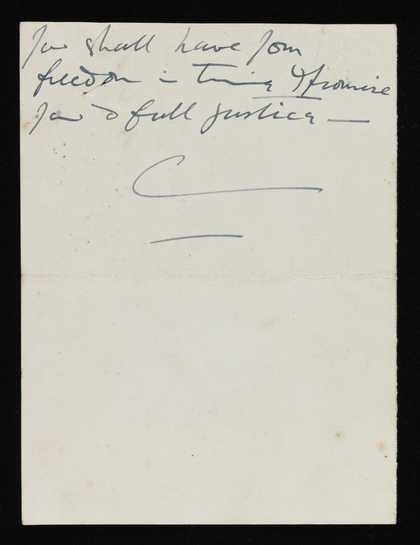 You shall have your
freedom in time & I promise
you full justice —
C